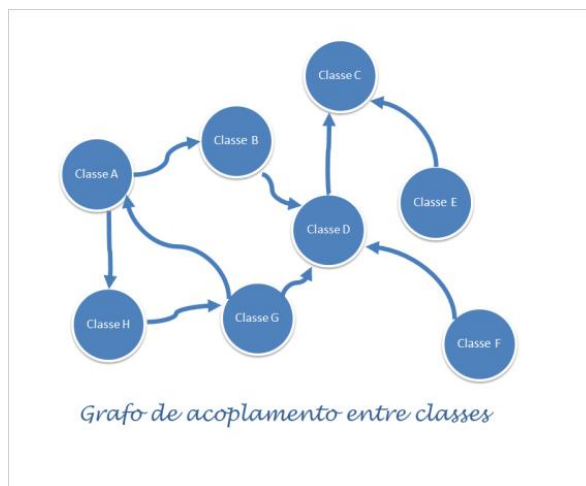 Classe C
Classe B
Classe A
Classe E
Classe D
Classe H
Classe G
Classe F
Grafo de acoplamento entre classes